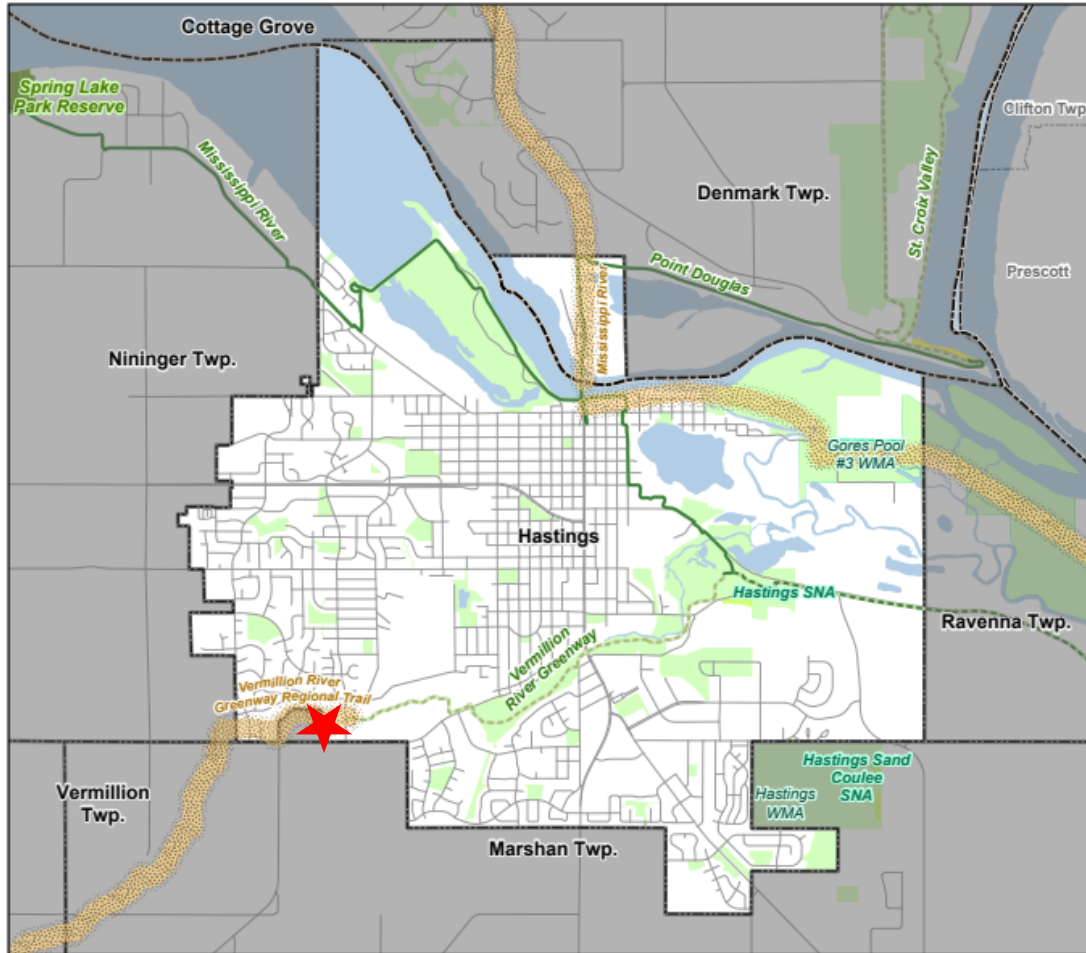 Cottage Grove
Spring Lake
Park Reserve
Clifton Twp
Mississippi River
Denmark Twp.
St. Croix Valley
Point Douglas
Prescott
Mississippi River
Nininger Twp.
Gores Pool
#3 WMA
Hastings
Hastings SNA
Ravenna Twp.
Vermillion
River Greenway
Vermillion River
Greenway Regional Trail
Hastings Sand
Coulee
SNA
Vermillion
Twp.
Hastings
WMA
Marshan Twp.